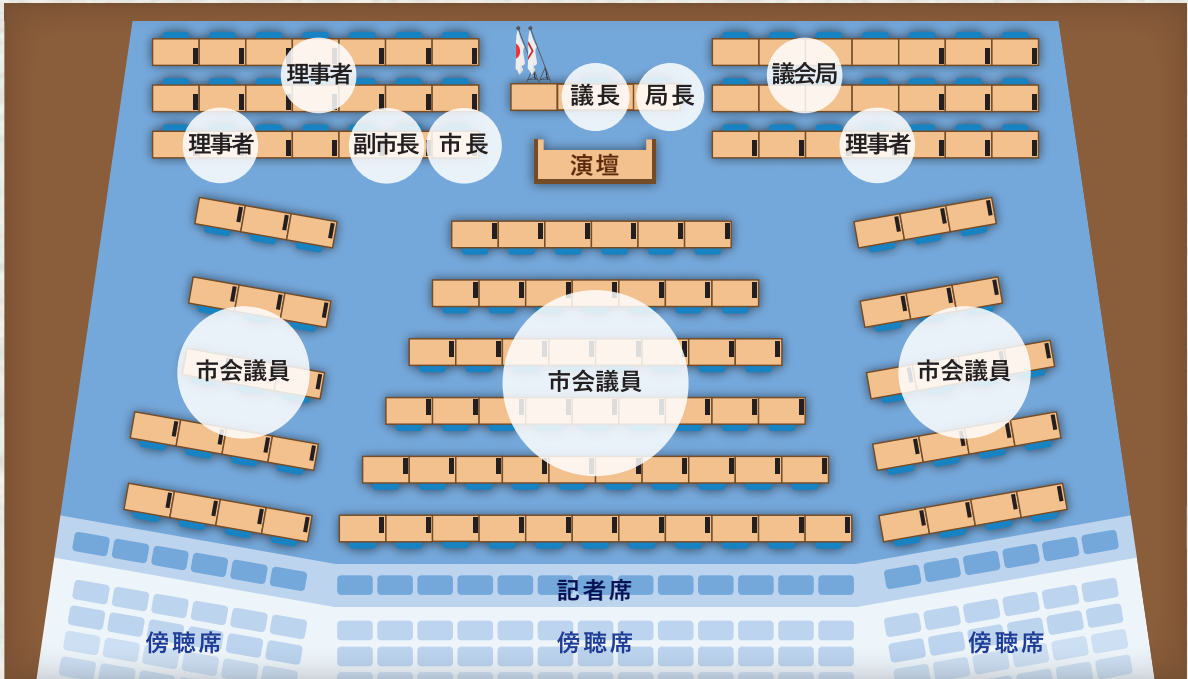 理事者
議会局
議長
局長
理事者
副市長
市長
理事者
演壇
市会議員
市会議員
市会議員
記者席
傍聴席
傍聴席
傍聴席